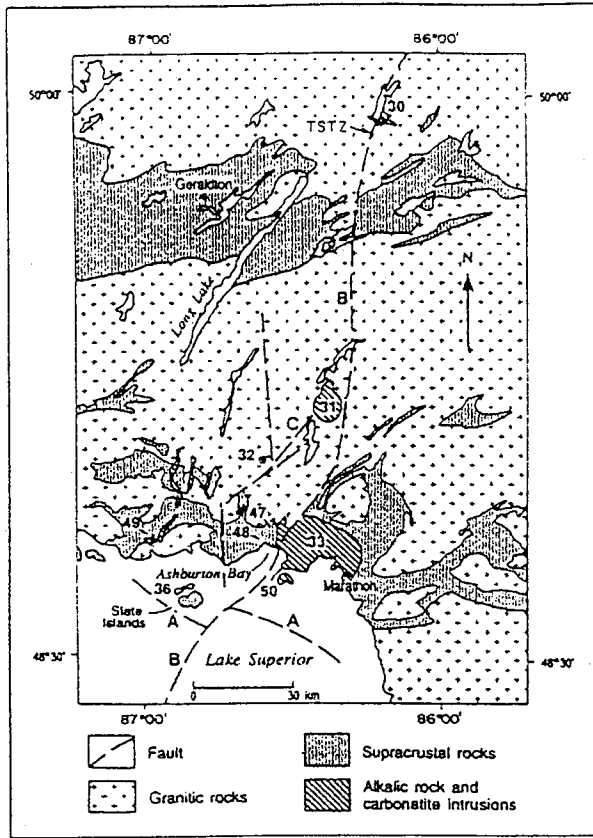 87°00'
86°00'
50°00'
50°00'
30
TSTZ
Geraldton
Long Lake
N
B
31
C
32
47
49
48
33
Ashburton Bay
Marathon
36
50
Slate
Islands
A
A
B
Lake Superior
48°30'
48°30'
0
30 km
87°00'
86°00'
Fault
Supracrustal rocks
Granitic rocks
Alkalic rock and
carbonatite intrusions